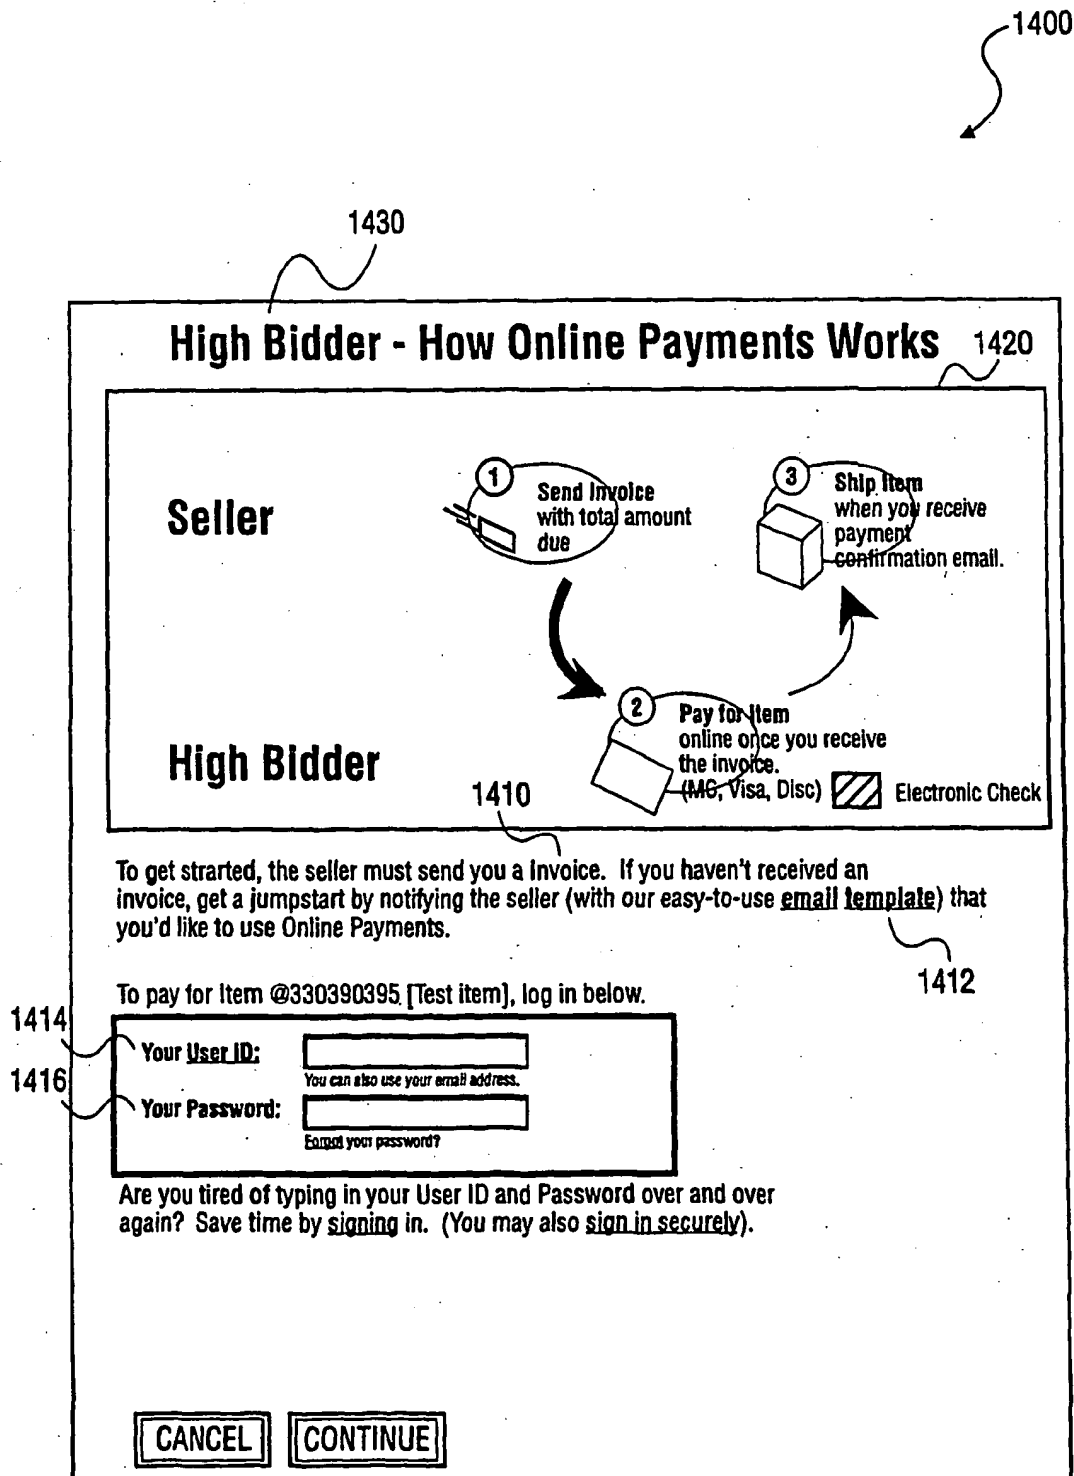 1400
1430
High Bidder - How Online Payments Works
1420
1
Send Invoice
with total amount
due
3
Ship Item
when you receive
payment
confirmation email.
Seller
2
Pay for Item
online once you receive
the invoice.
(MC, Visa, Disc) Electronic Check
High Bidder
1410
To get strarted, the seller must send you a Invoice. If you haven't received an
invoice, get a jumpstart by notifying the seller (with our easy-to-use email template) that
you'd like to use Online Payments.
1412
To pay for Item @330390395 [Test item], log in below.
1414
Your User ID:
You can also use your email address.
1416
Your Password:
Forgot your password?
Are you tired of typing in your User ID and Password over and over
again? Save time by signing in. (You may also sign in securely).
CANCEL CONTINUE